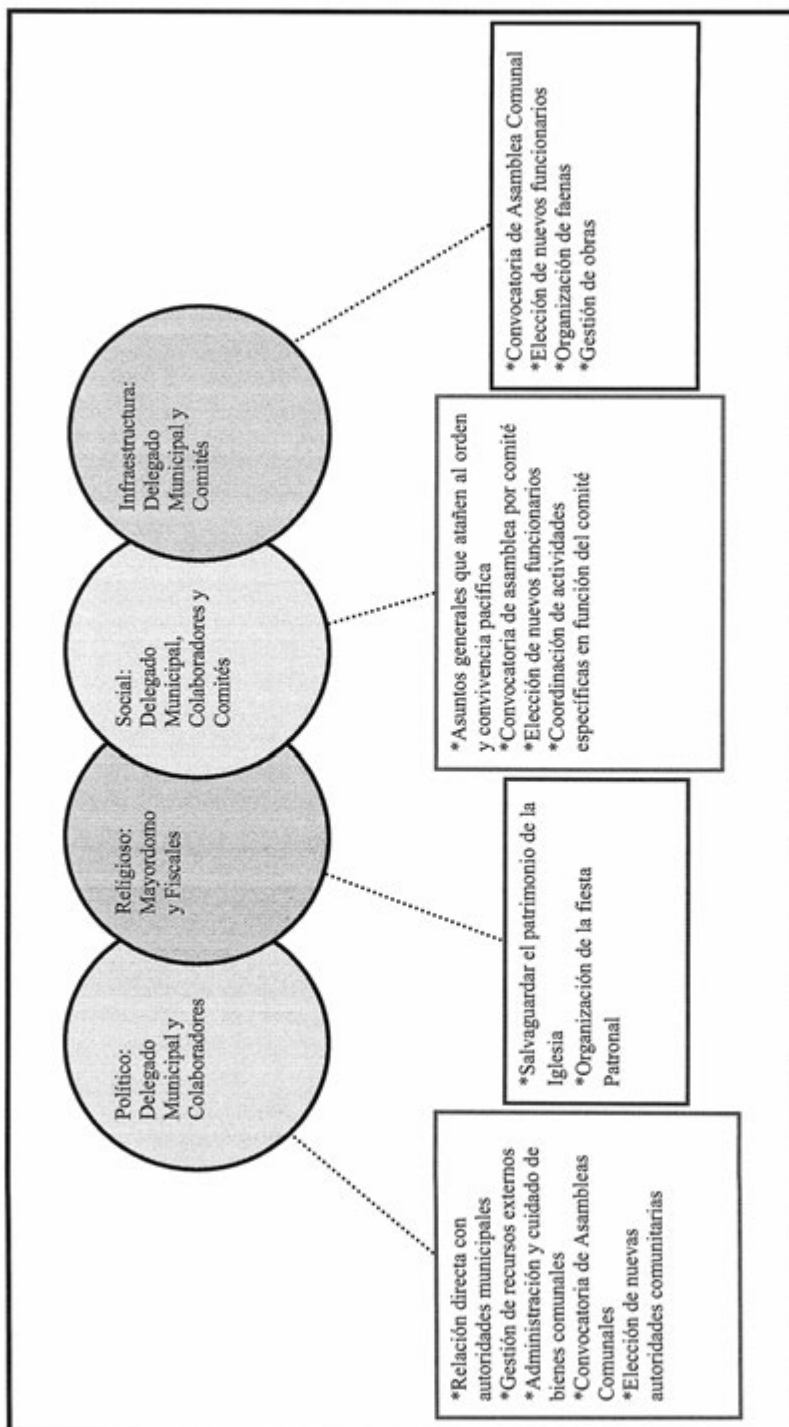 Político:
Delegado
Municipal y
Colaboradores
Religioso:
Mayordomo
y Fiscales
Social:
Delegado
Municipal,
Colaboradores y
Comités
Infraestructura:
Delegado
Municipal y
Comités
*Relación directa con
autoridades municipales
*Gestión de recursos externos
*Administración y cuidado de
bienes comunales
*Convocatoria de Asambleas
Comunales
*Elección de nuevas
autoridades comunitarias
*Salvaguardar el patrimonio de la
Iglesia
*Organización de la fiesta
Patronal
*Asuntos generales que atañen al orden
y convivencia pacífica
*Convocatoria de asamblea por comité
*Elección de nuevos funcionarios
*Coordinación de actividades
específicas en función del comité
*Convocatoria de Asamblea Comunal
*Elección de nuevos funcionarios
*Organización de faenas
*Gestión de obras